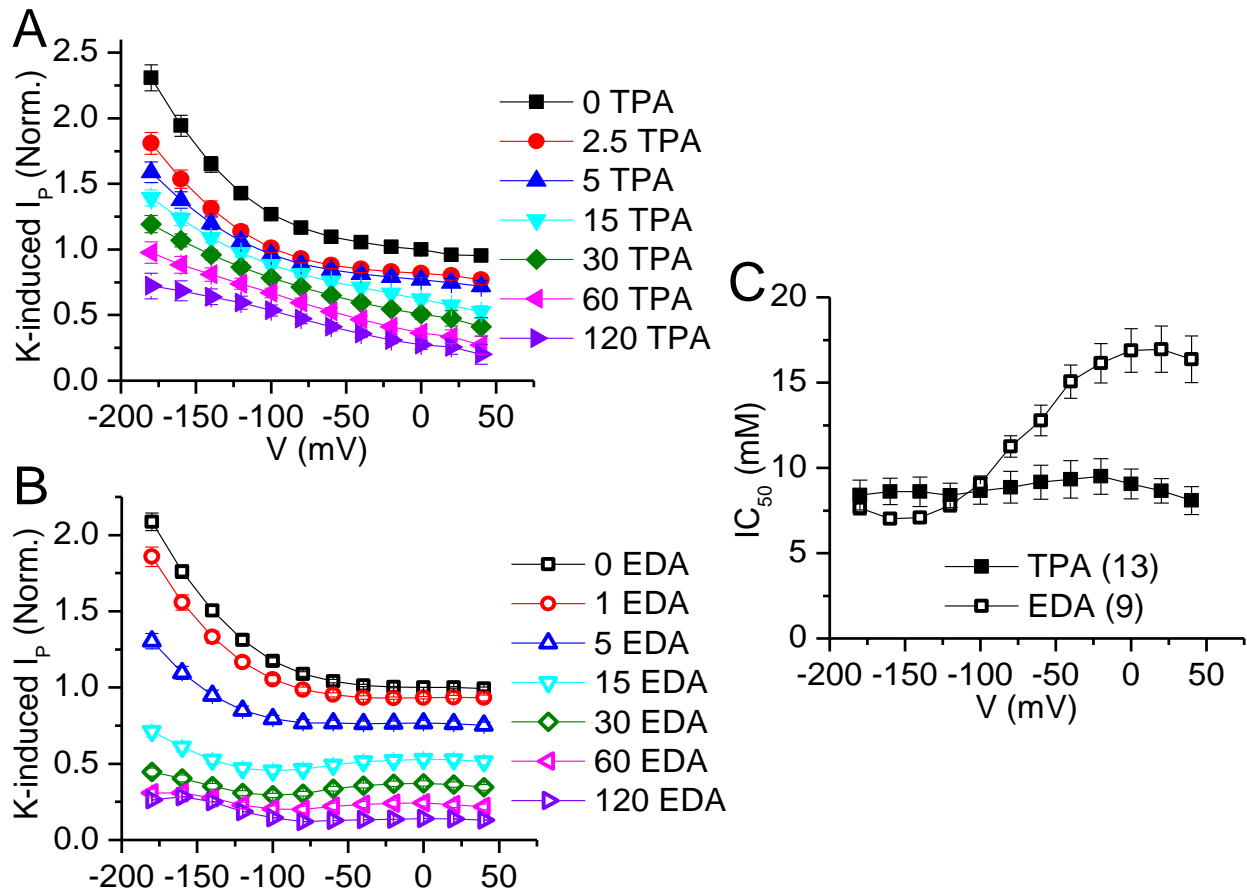 A
K-induced I_P (Norm.)
2.5
2.0
1.5
1.0
0.5
0.0
-200 -150 -100 -50 0 50
V (mV)
0 TPA
2.5 TPA
5 TPA
15 TPA
30 TPA
60 TPA
120 TPA
B
K-induced I_P (Norm.)
2.0
1.5
1.0
0.5
0.0
-200 -150 -100 -50 0 50
0 EDA
1 EDA
5 EDA
15 EDA
30 EDA
60 EDA
120 EDA
C
IC_50 (mM)
20
15
10
5
0
-200 -150 -100 -50 0 50
V (mV)
TPA (13)
EDA (9)